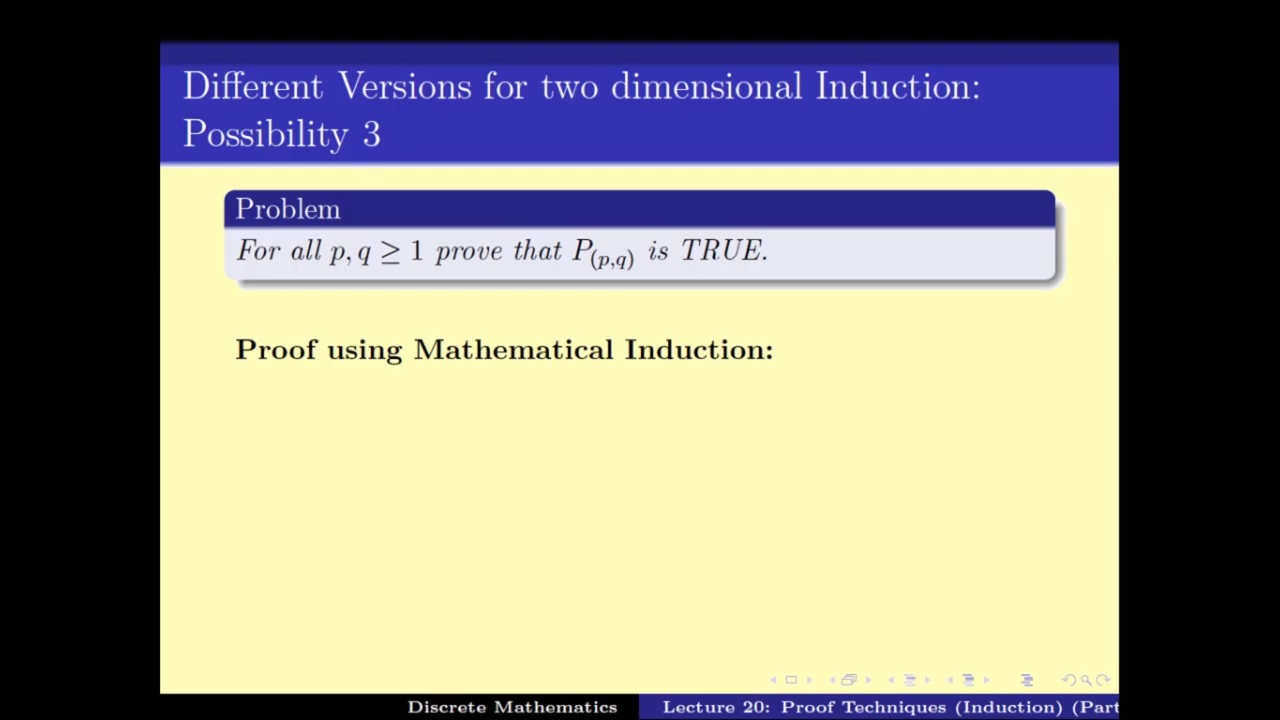 Different Versions for two dimensional Induction:
Possibility 3
Problem
For all p, q ≥ 1 prove that P(p,q) is TRUE.
Proof using Mathematical Induction:
Discrete Mathematics
Lecture 20: Proof Techniques (Induction) (Part